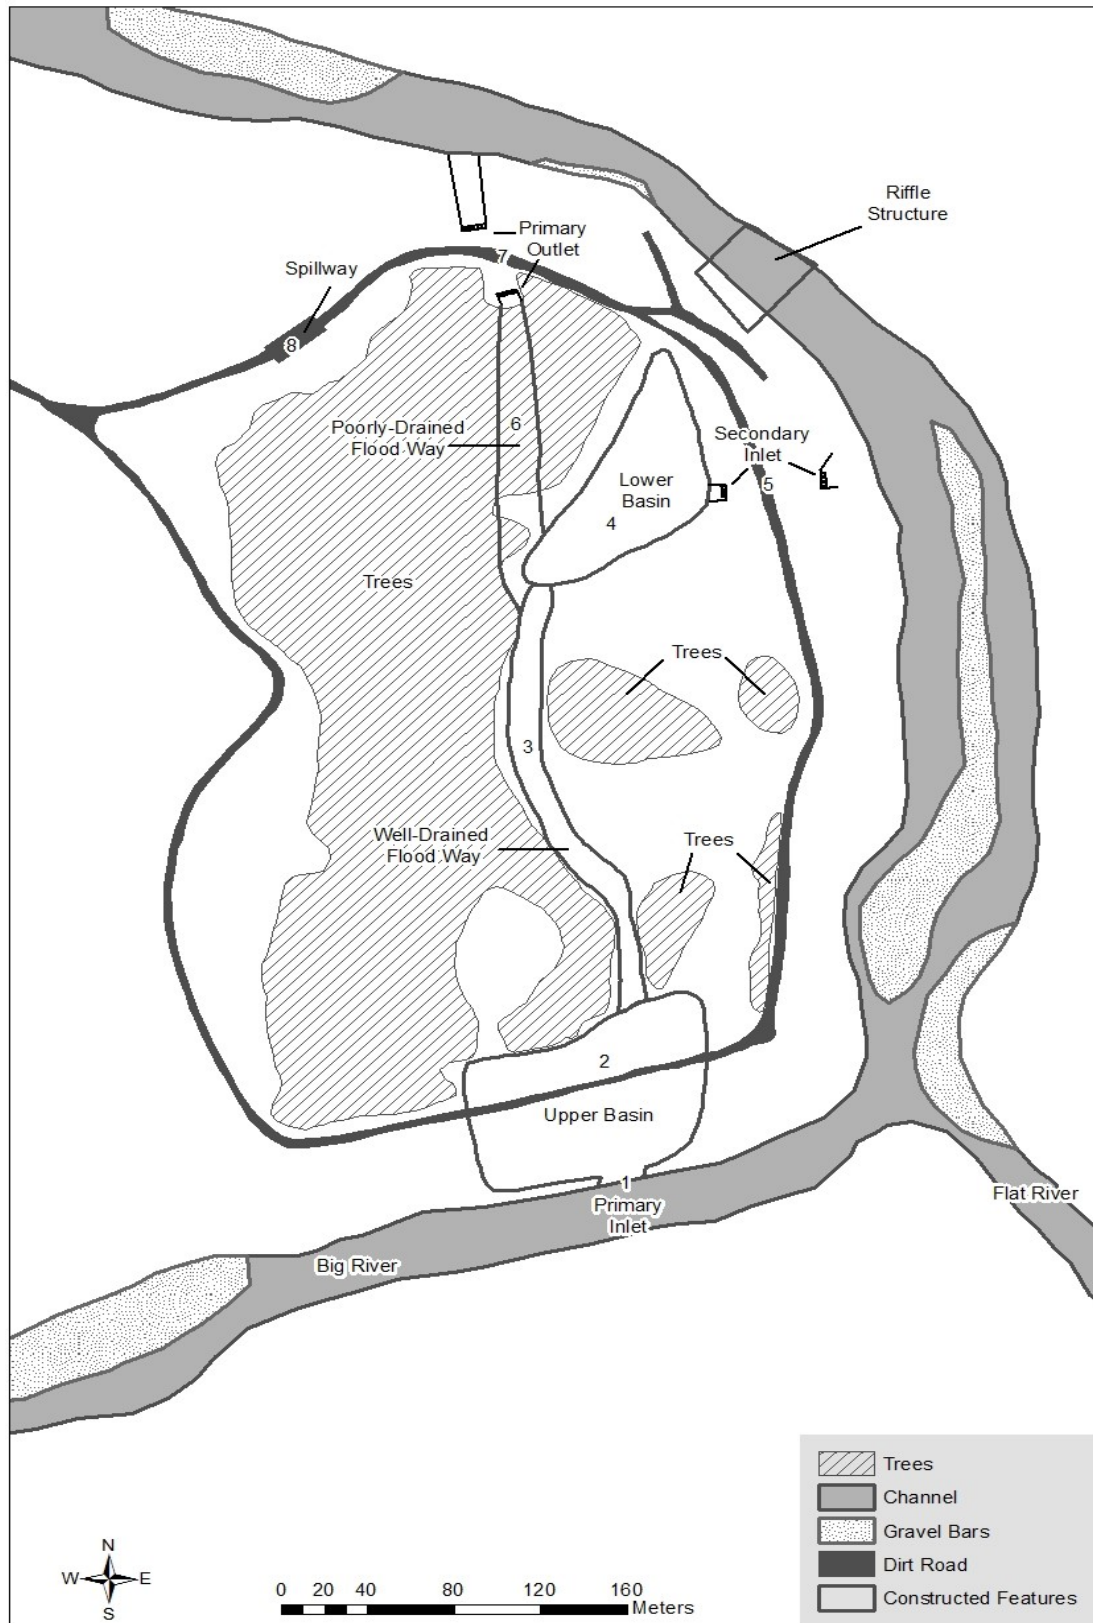 Riffle
Structure
Primary
Outlet
7
Spillway
8
Poorly-Drained
Flood Way
6
Secondary
Inlet
Lower
Basin
5
4
Trees
Trees
3
Well-Drained
Flood Way
Trees
2
Upper Basin
1
Primary
Inlet
Flat River
Big River
Trees
Channel
Gravel Bars
Dirt Road
Constructed Features
N
W E
S
0 20 40 80 120 160
Meters